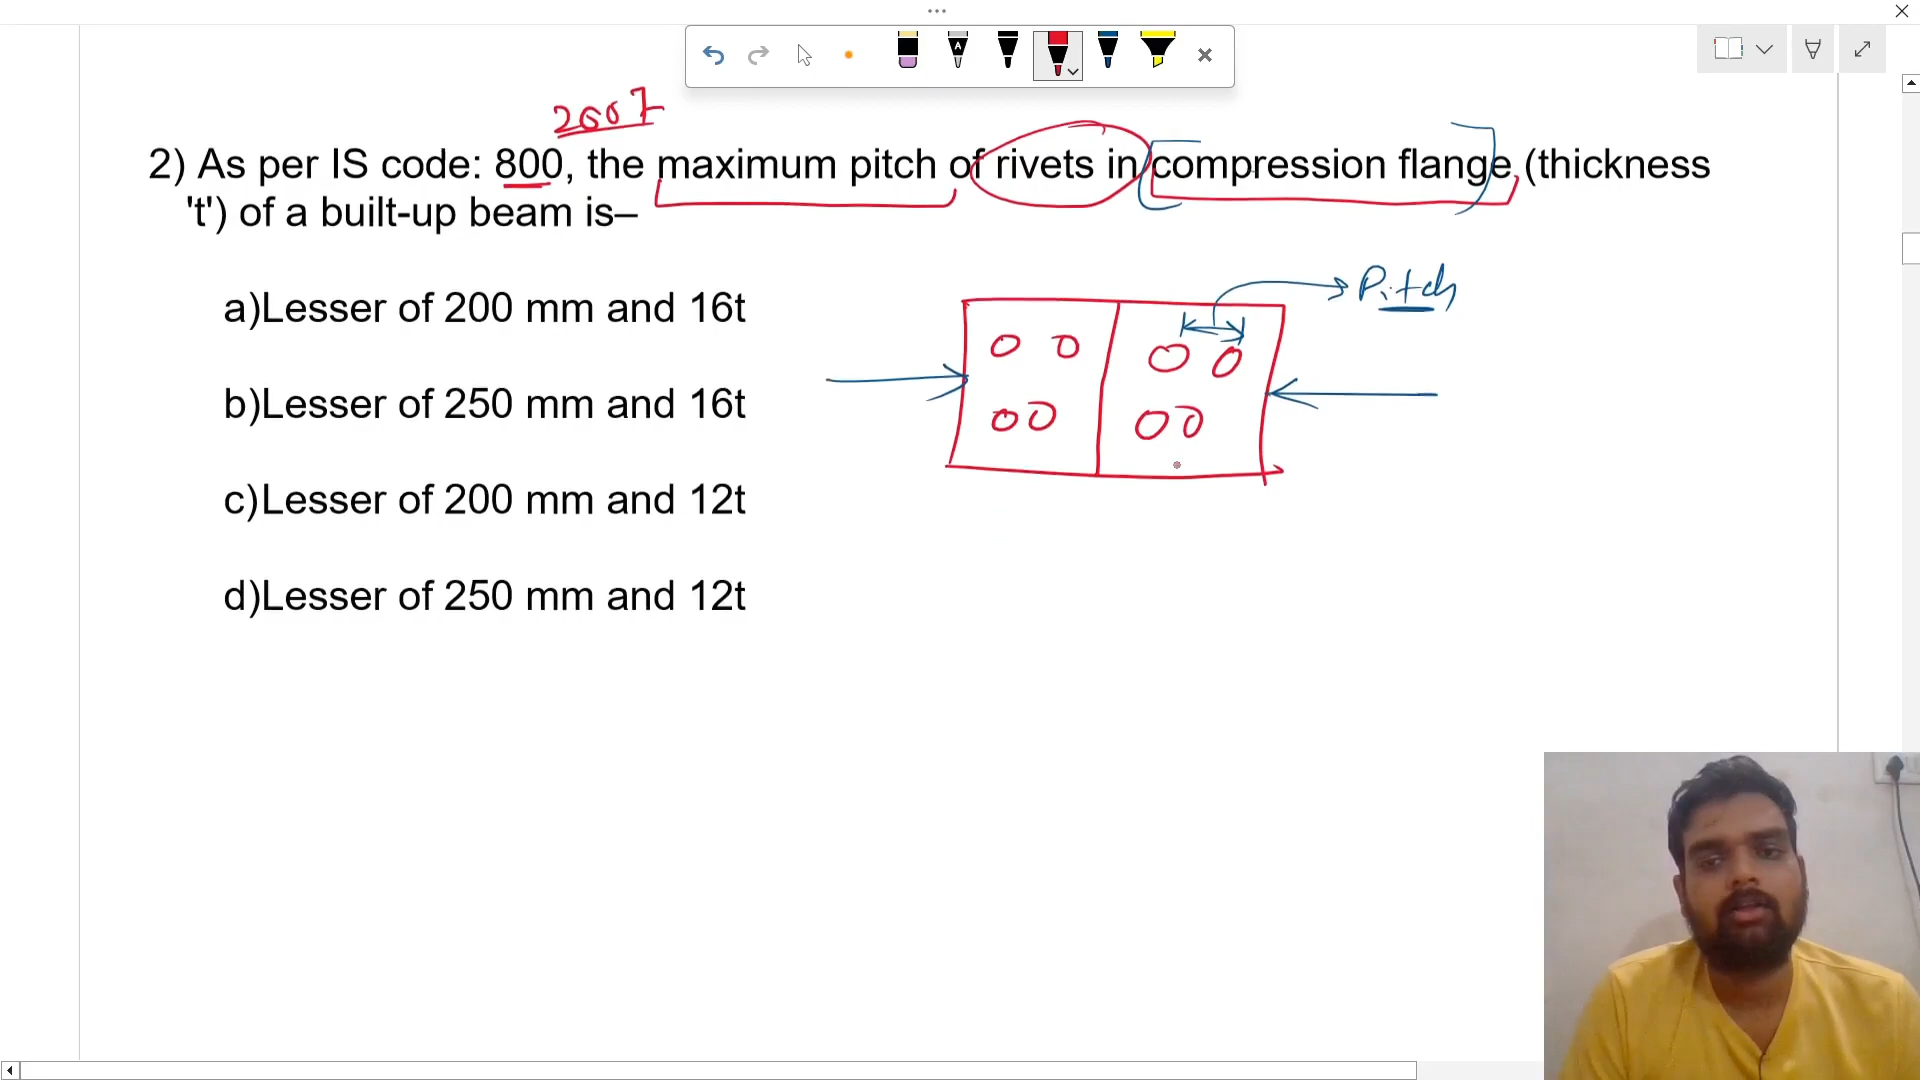 2007
2) As per IS code: 800, the maximum pitch of rivets in compression flange (thickness
't') of a built-up beam is–
Pitch
a)Lesser of 200 mm and 16t
b)Lesser of 250 mm and 16t
c)Lesser of 200 mm and 12t
d)Lesser of 250 mm and 12t